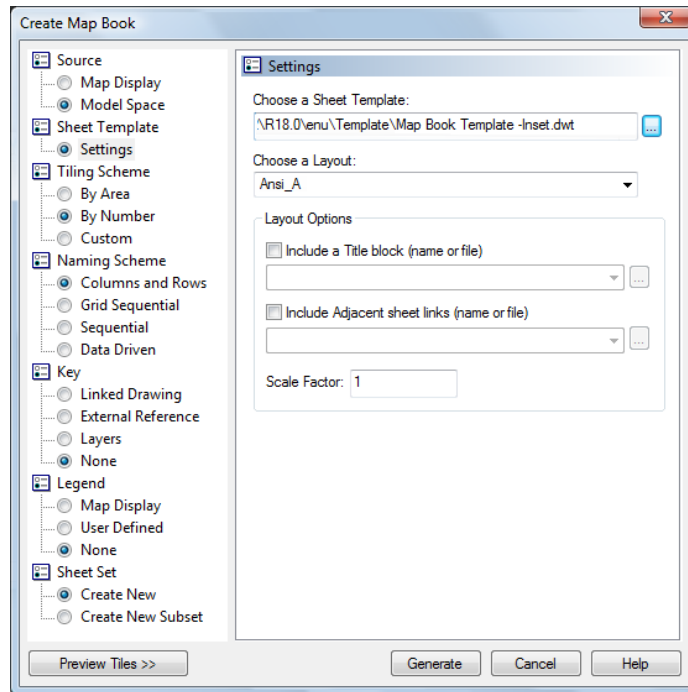 Create Map Book
Source
Map Display
Model Space
Sheet Template
Settings
Tiling Scheme
By Area
By Number
Custom
Naming Scheme
Columns and Rows
Grid Sequential
Sequential
Data Driven
Key
Linked Drawing
External Reference
Layers
None
Legend
Map Display
User Defined
None
Sheet Set
Create New
Create New Subset
Settings
Choose a Sheet Template:
\R18.0\enu\Template\Map Book Template -Inset.dwt
...
Choose a Layout:
Ansi_A
Layout Options
Include a Title block (name or file)
...
Include Adjacent sheet links (name or file)
...
Scale Factor: 1
Preview Tiles >>
Generate
Cancel
Help